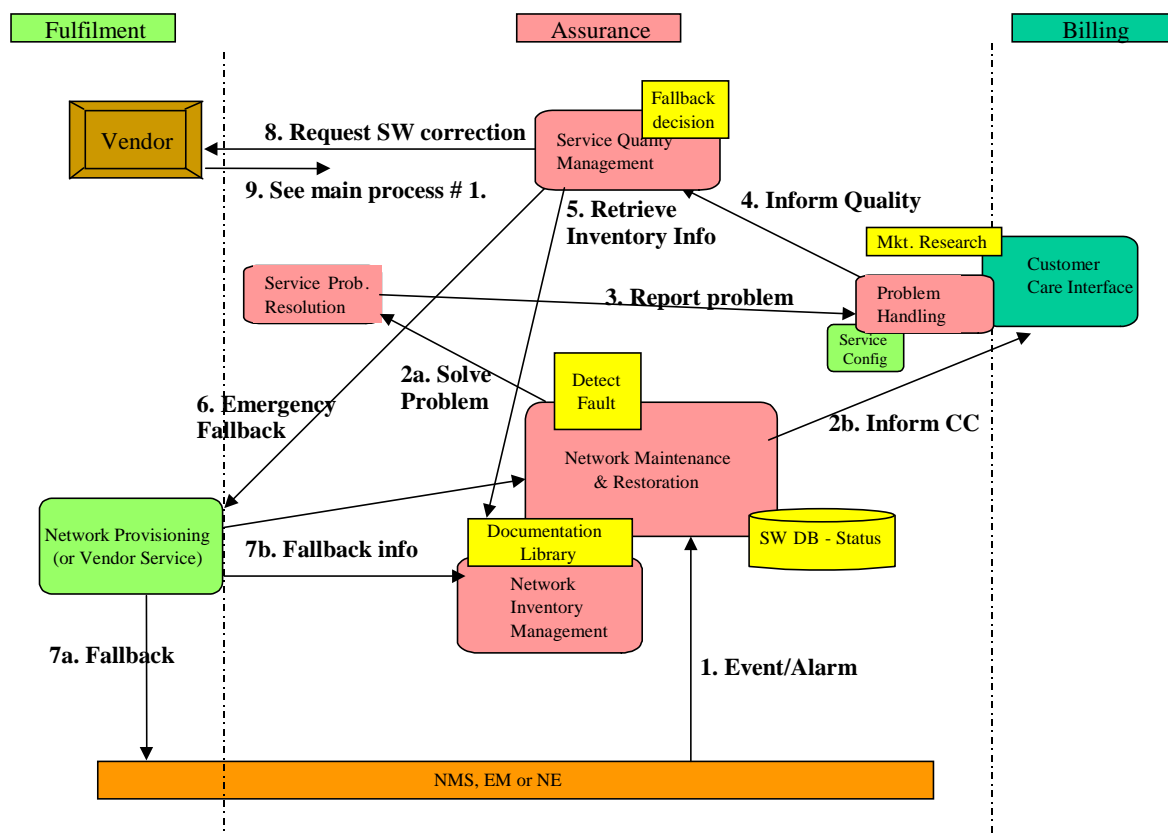 Fulfilment
Assurance
Billing
Vendor
8. Request SW correction
9. See main process # 1.
Fallback
decision
Service Quality
Management
5. Retrieve
Inventory Info
4. Inform Quality
Mkt. Research
Customer
Care Interface
Service Prob.
Resolution
3. Report problem
Problem
Handling
Service
Config
2a. Solve
Problem
Detect
Fault
6. Emergency
Fallback
2b. Inform CC
Network Maintenance
& Restoration
Network Provisioning
(or Vendor Service)
7b. Fallback info
Documentation
Library
SW DB - Status
Network
Inventory
Management
7a. Fallback
1. Event/Alarm
NMS, EM or NE